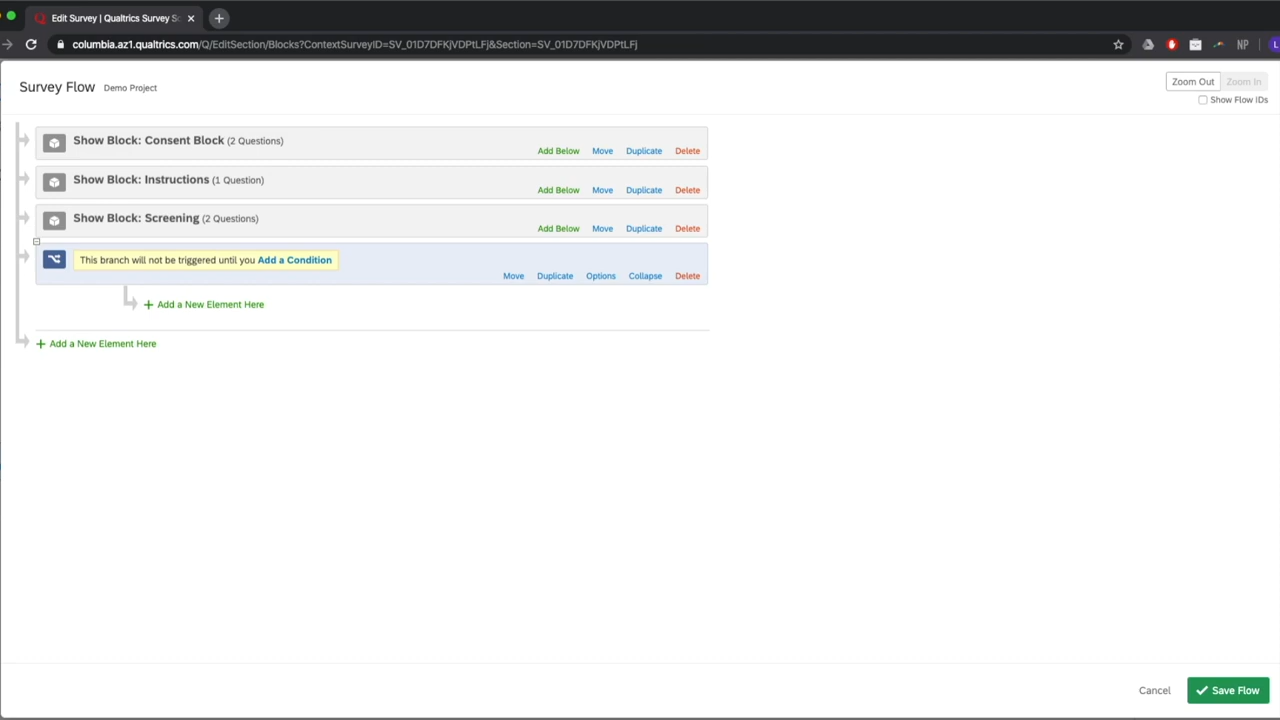 Edit Survey | Qualtrics Survey So
columbia.az1.qualtrics.com/Q/EditSection/Blocks?ContextSurveyID=SV_01D7DFKjVDPtLFj&Section=SV_01D7DFKjVDPtLFj
NP
L
Survey Flow Demo Project
Zoom Out Zoom In
Show Flow IDs
Show Block: Consent Block (2 Questions)
Add Below Move Duplicate Delete
Show Block: Instructions (1 Question)
Add Below Move Duplicate Delete
Show Block: Screening (2 Questions)
Add Below Move Duplicate Delete
This branch will not be triggered until you Add a Condition
Move Duplicate Options Collapse Delete
Add a New Element Here
Add a New Element Here
Cancel Save Flow